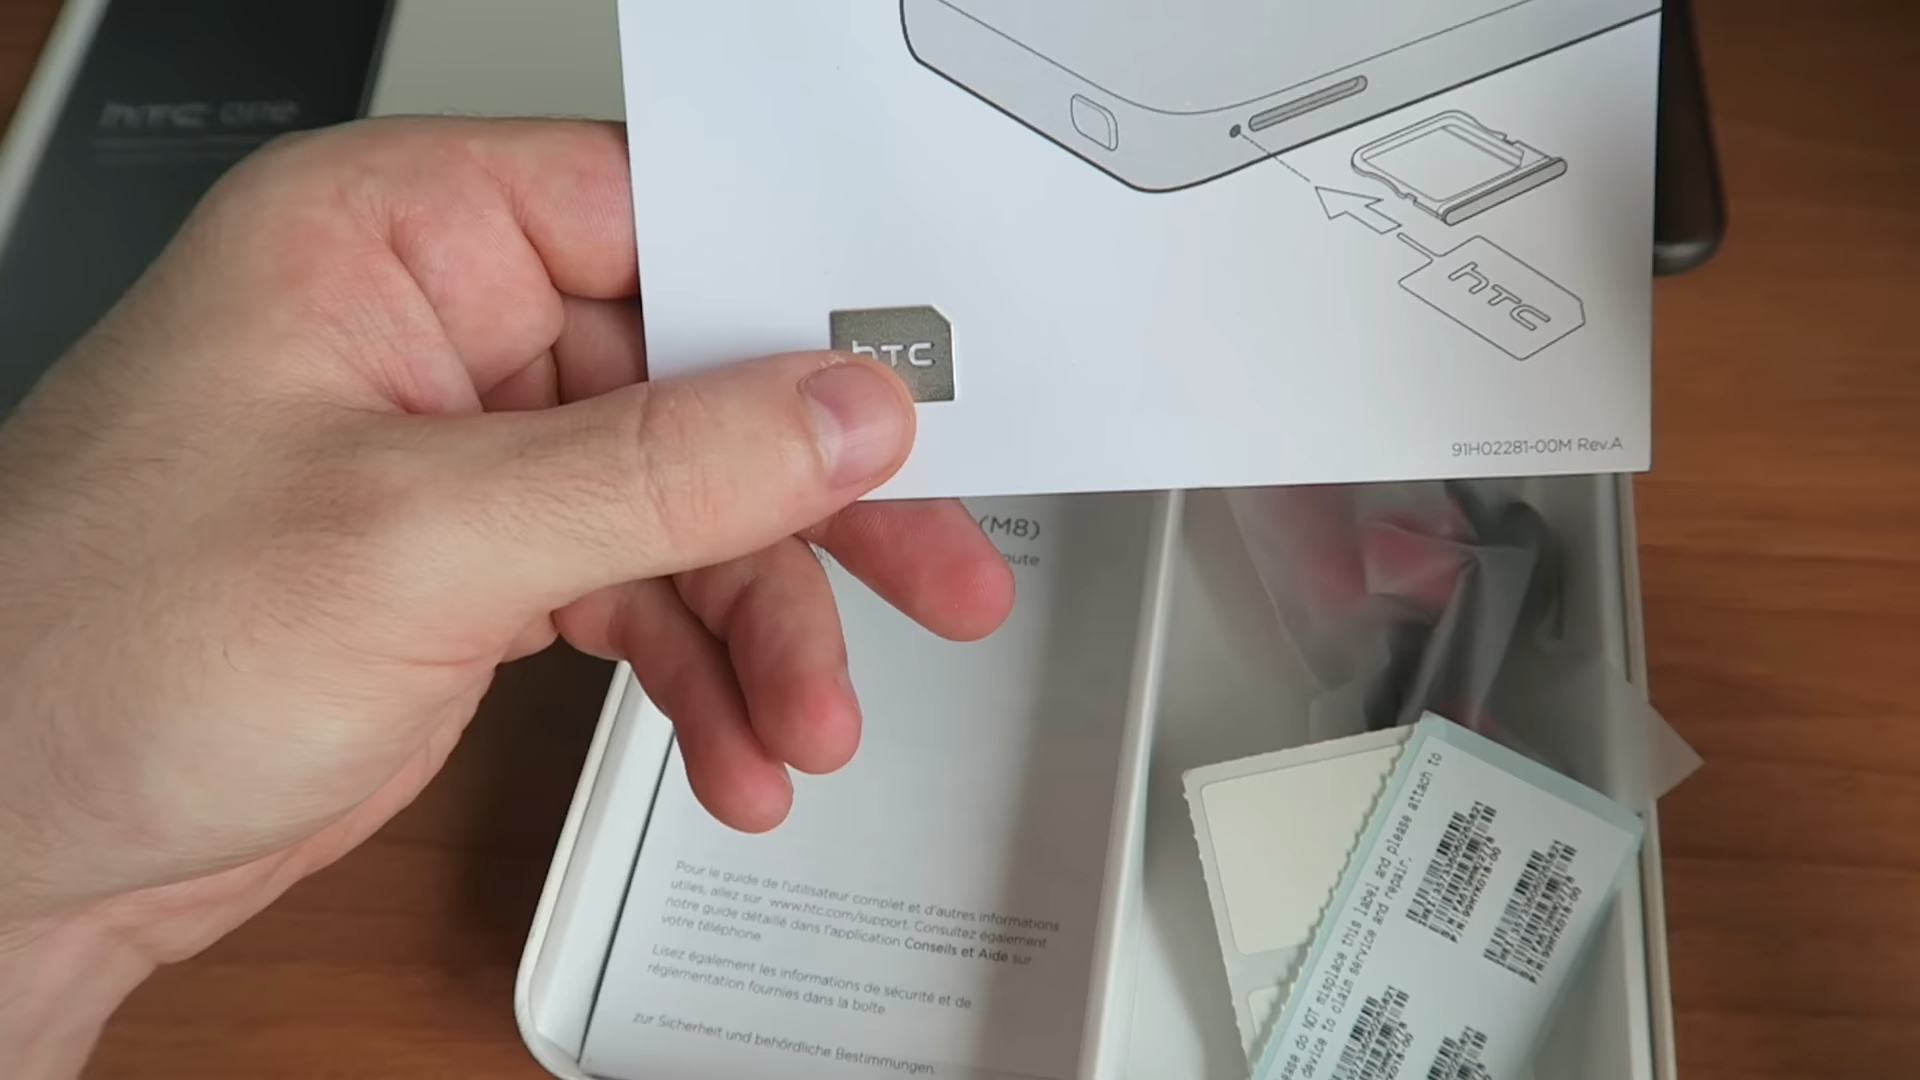 hTC one
hTC
hTC
91H02281-00M Rev.A
(M8)
oute
Pour le guide de l'utilisateur complet et d'autres informations
utiles, allez sur www.htc.com/support. Consultez également
notre guide détaillé dans l'application Conseils et Aide sur
votre téléphone.
Lisez également les informations de sécurité et de
réglementation fournies dans la boîte.
zur Sicherheit und behördliche Bestimmungen.
ease do NOT misplace this label and please attach to
device to claim service and repair.